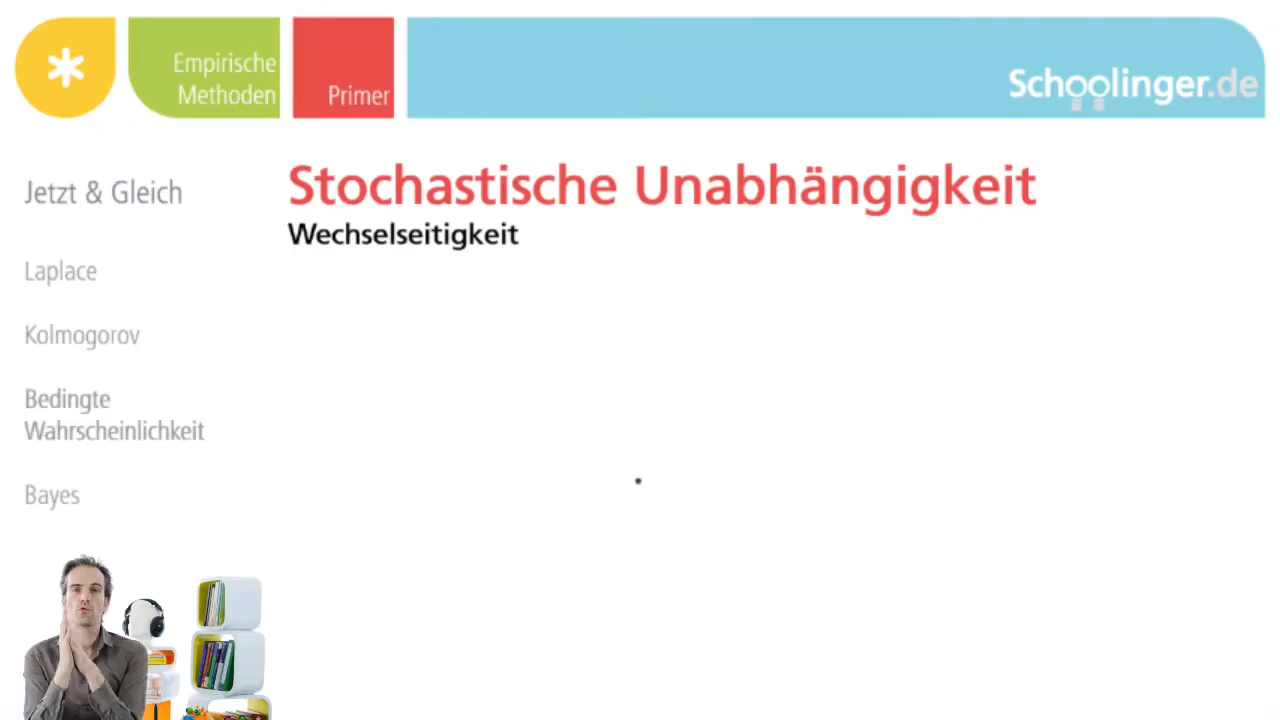 Empirische
Methoden
Primer
Schoolinger.de
Jetzt & Gleich
Stochastische Unabhängigkeit
Wechselseitigkeit
Laplace
Kolmogorov
Bedingte
Wahrscheinlichkeit
Bayes